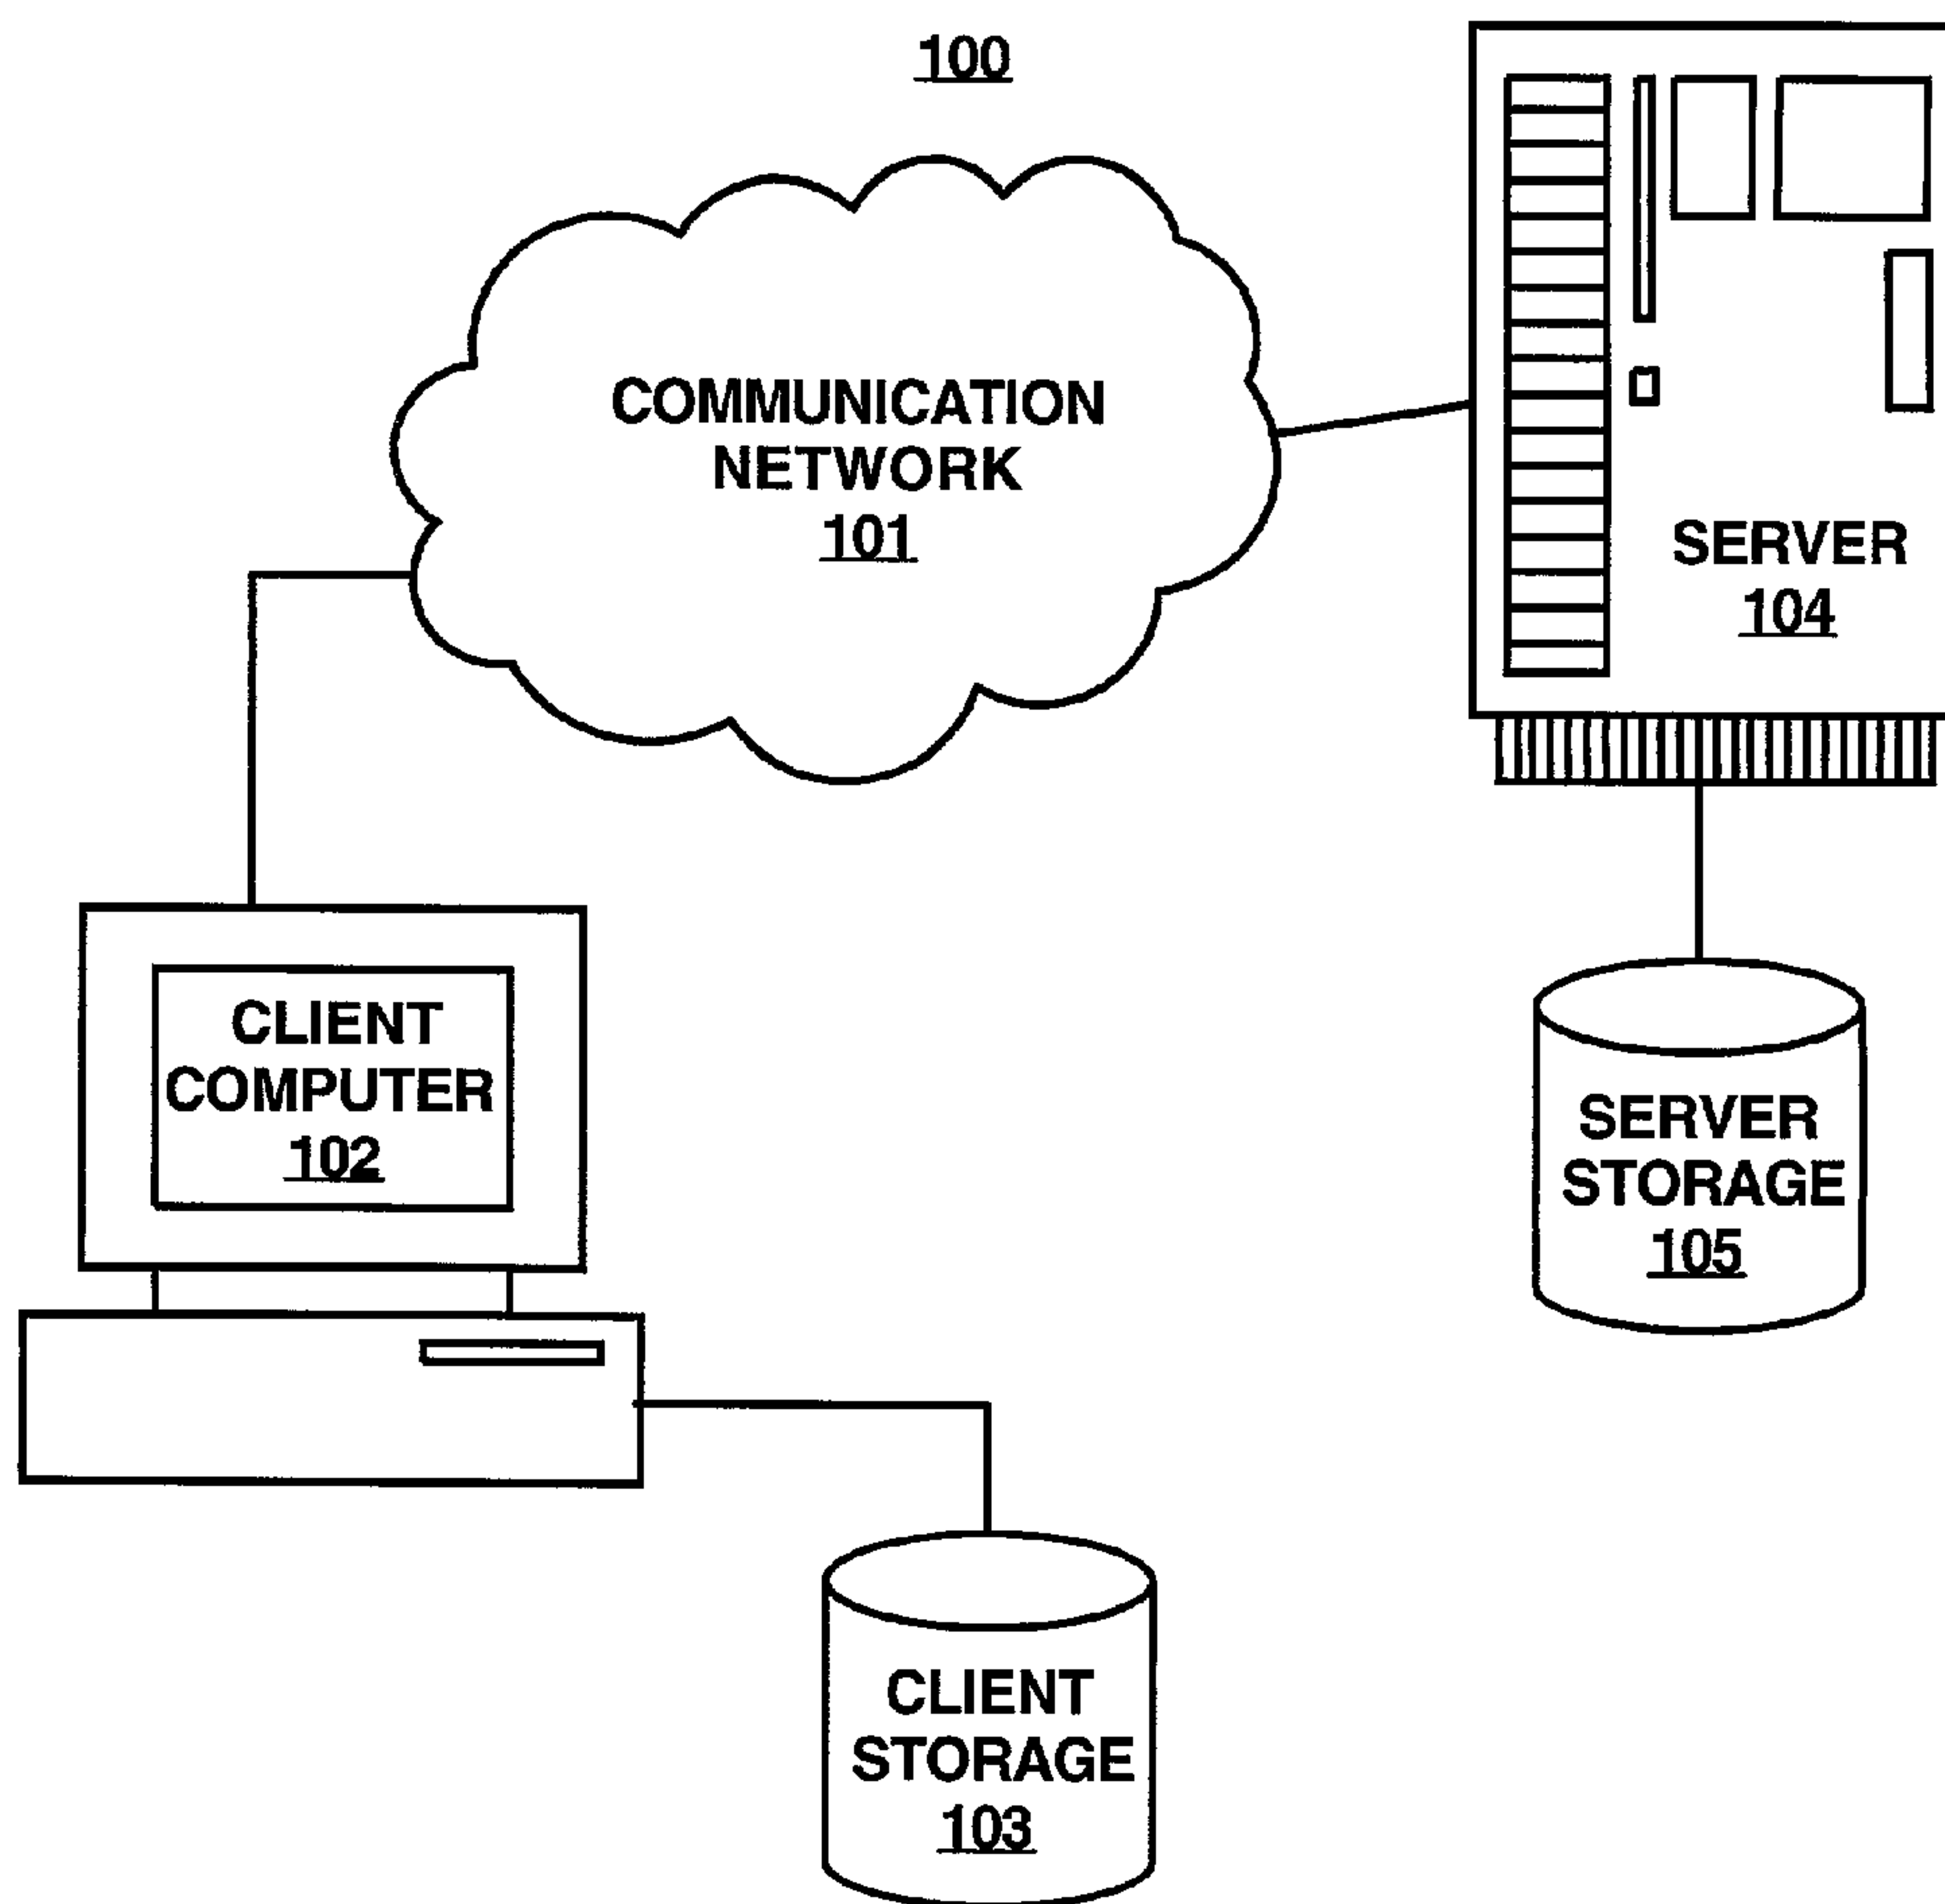 100
COMMUNICATION
NETWORK
101
SERVER
104
CLIENT
COMPUTER
102
SERVER
STORAGE
105
CLIENT
STORAGE
103